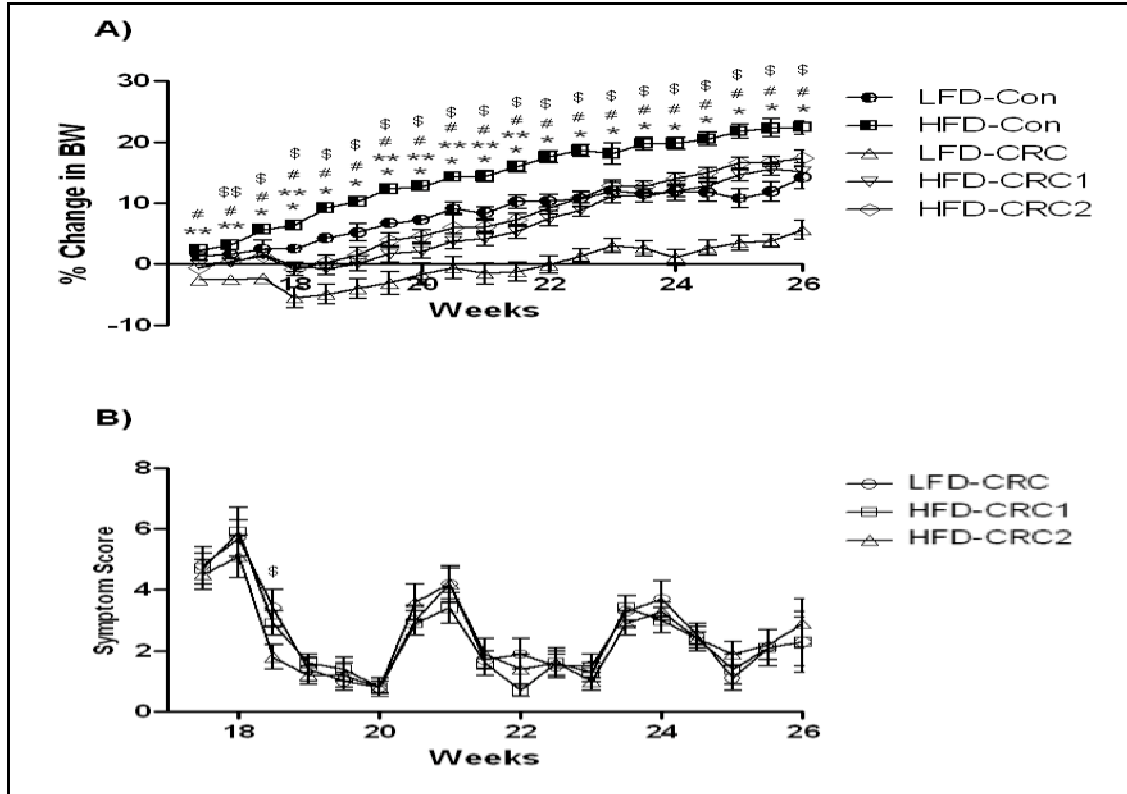 A)
30
20
10
0
-10
% Change in BW
$$ $ $ $ $ $ $ $ $ $ $ $ $ $ $ $ $ $ $
# # # # # # # # # # # # # # # # # # # #
** ** ** ** ** **
** ** * * * * * * * * * * * * * * * * * *
18 20 22 24 26
Weeks
LFD-Con
HFD-Con
LFD-CRC
HFD-CRC1
HFD-CRC2
B)
8
6
4
2
0
Symptom Score
$
18 20 22 24 26
Weeks
LFD-CRC
HFD-CRC1
HFD-CRC2